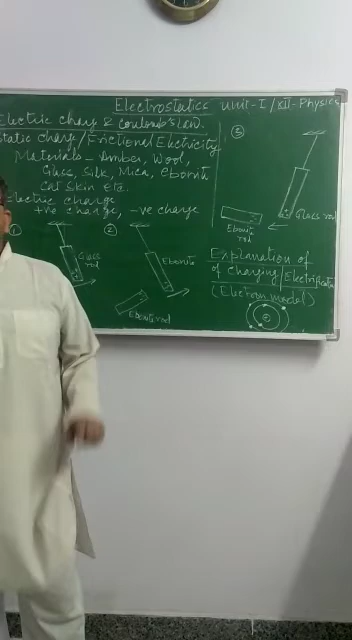 Electrostatics unit-I/XII-Physics
Electric charge & Coulomb's Law.
Static charge/Frictional Electricity
Materials - Amber, Wool,
Glass, Silk, Mica, ebonite
Cat Skin etc.
Electric charge
+ve charge, -ve charge
①
Glass rod
②
Ebonite
Ebonite rod
③
Glass rod
Ebonite rod
Explanation of
of charging/Electrification
(Electron model)
+